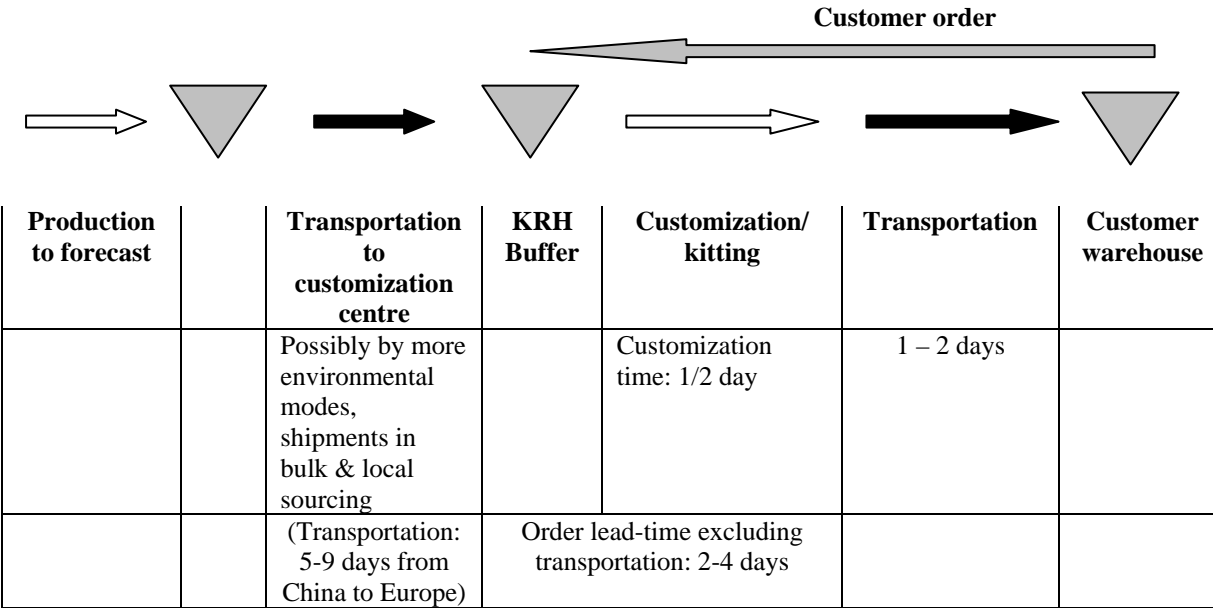 Customer order
Production
to forecast
Transportation
to
customization
centre
KRH
Buffer
Customization/
kitting
Transportation
Customer
warehouse
Possibly by more
environmental
modes,
shipments in
bulk & local
sourcing
Customization
time: 1/2 day
1 – 2 days
(Transportation:
5-9 days from
China to Europe)
Order lead-time excluding
transportation: 2-4 days